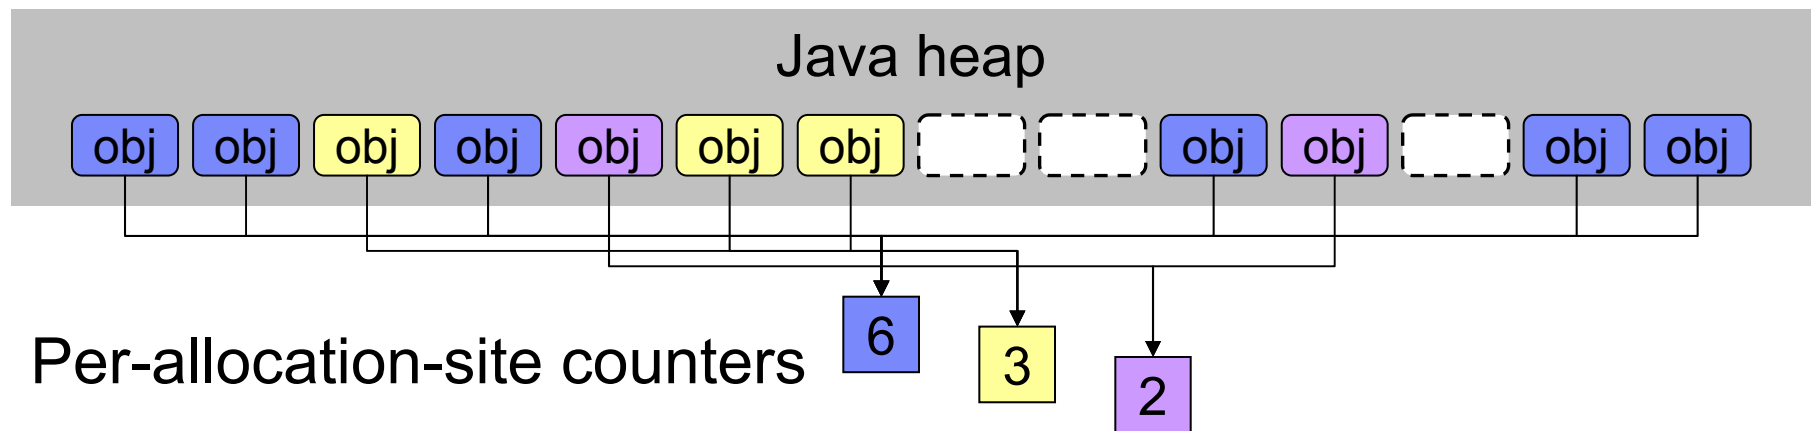 Java heap
obj obj obj obj obj obj obj obj obj obj obj
Per-allocation-site counters 6 3 2